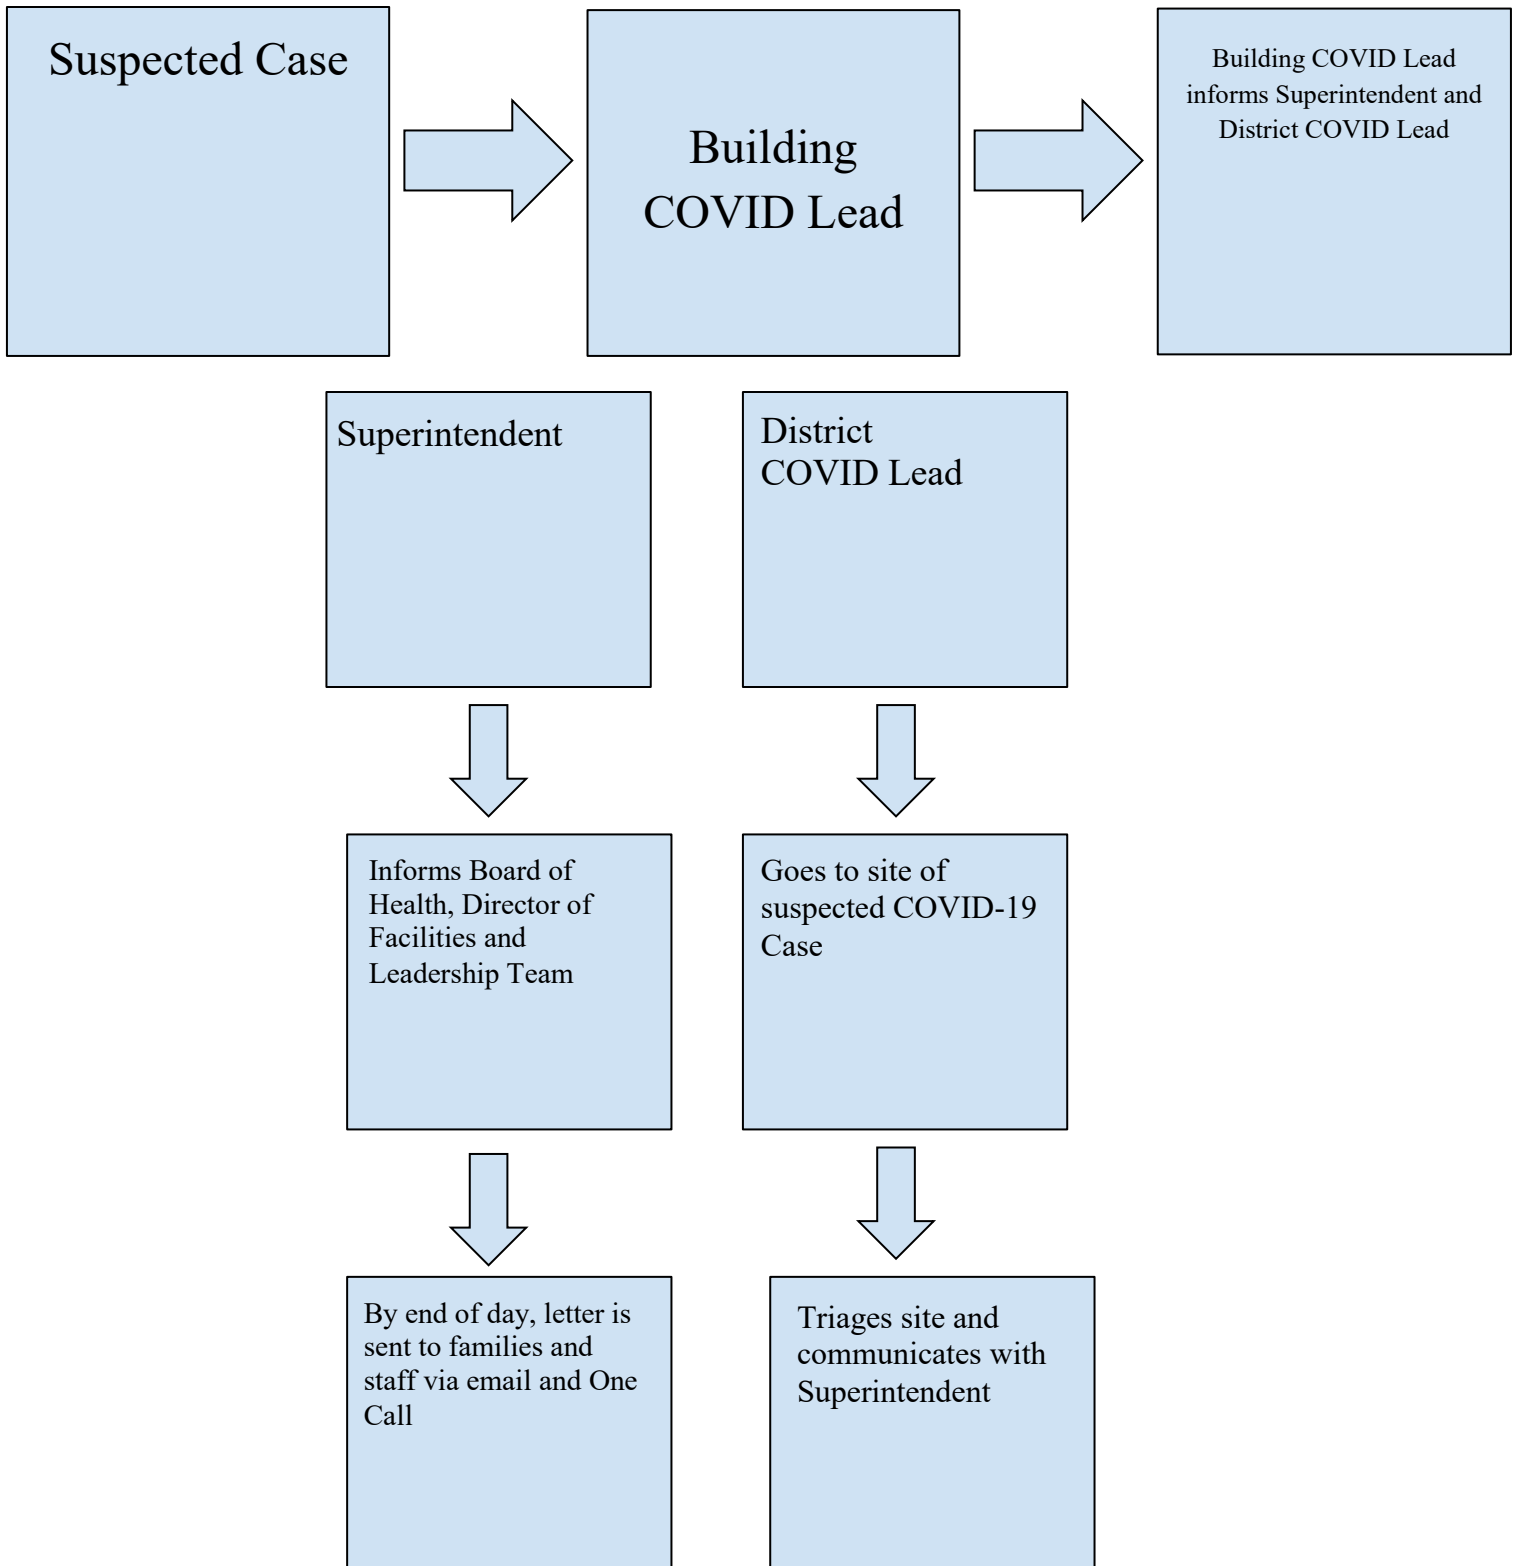 Suspected Case
Building
COVID Lead
Building COVID Lead
informs Superintendent and
District COVID Lead
Superintendent
District
COVID Lead
Informs Board of
Health, Director of
Facilities and
Leadership Team
Goes to site of
suspected COVID-19
Case
By end of day, letter is
sent to families and
staff via email and One
Call
Triages site and
communicates with
Superintendent